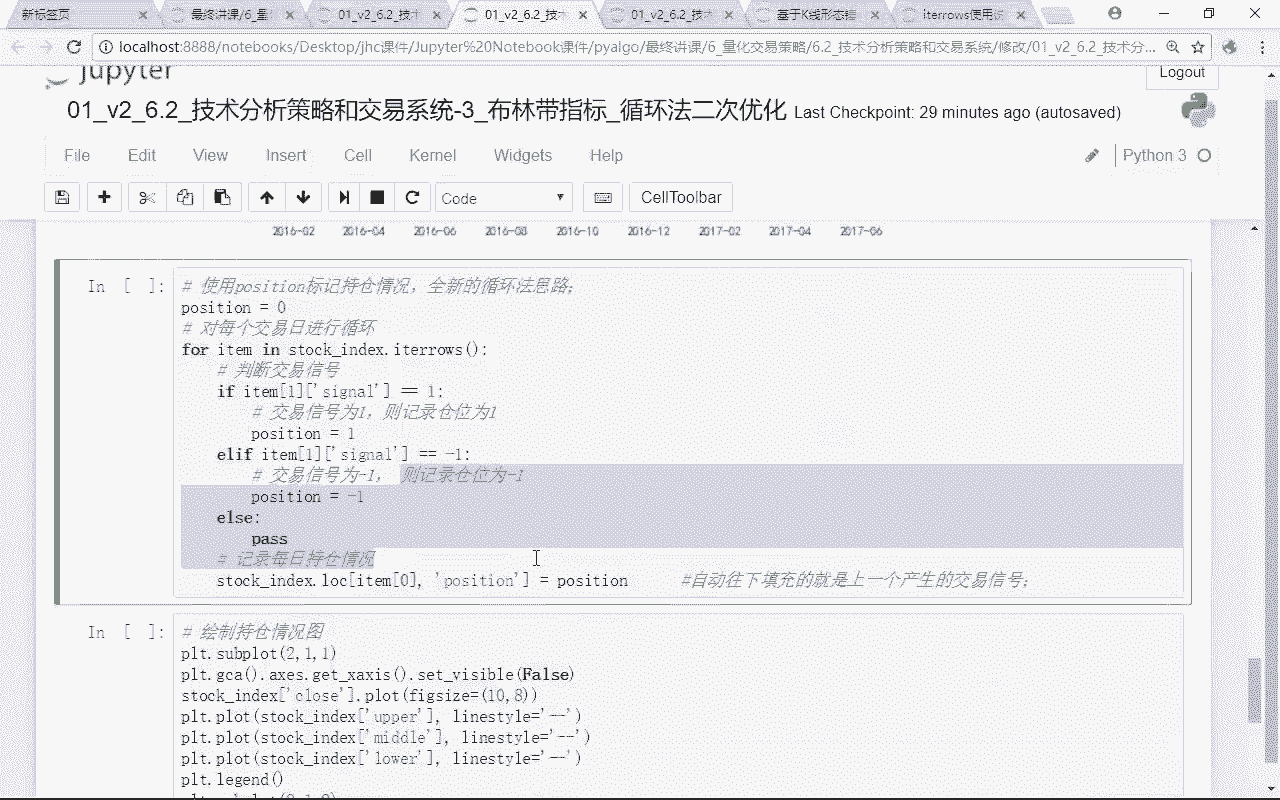 新标签页
最终讲课/6_量
01_v2_6.2_技术
01_v2_6.2_技术
01_v2_6.2_技术
基于K线形态错
iterrows使用
localhost:8888/notebooks/Desktop/jhc课件/Jupyter%20Notebook课件/pyalgo/最终讲课/6_量化交易策略/6.2_技术分析策略和交易系统/修改/01_v2_6.2_技术分...
jupyter
Logout
01_v2_6.2_技术分析策略和交易系统-3_布林带指标_循环法二次优化 Last Checkpoint: 29 minutes ago (autosaved)
File Edit View Insert Cell Kernel Widgets Help
Python 3
Code
CellToolbar
2016-02 2016-04 2016-06 2016-08 2016-10 2016-12 2017-02 2017-04 2017-06
In [ ]:
# 使用position标记持仓情况，全新的循环法思路；
position = 0
# 对每个交易日进行循环
for item in stock_index.iterrows():
# 判断交易信号
if item[1]['signal'] == 1:
# 交易信号为1，则记录仓位为1
position = 1
elif item[1]['signal'] == -1:
# 交易信号为-1， 则记录仓位为-1
position = -1
else:
pass
# 记录每日持仓情况
stock_index.loc[item[0], 'position'] = position #自动往下填充的就是上一个产生的交易信号；
In [ ]:
# 绘制持仓情况图
plt.subplot(2,1,1)
plt.gca().axes.get_xaxis().set_visible(False)
stock_index['close'].plot(figsize=(10,8))
plt.plot(stock_index['upper'], linestyle='--')
plt.plot(stock_index['middle'], linestyle='--')
plt.plot(stock_index['lower'], linestyle='--')
plt.legend()